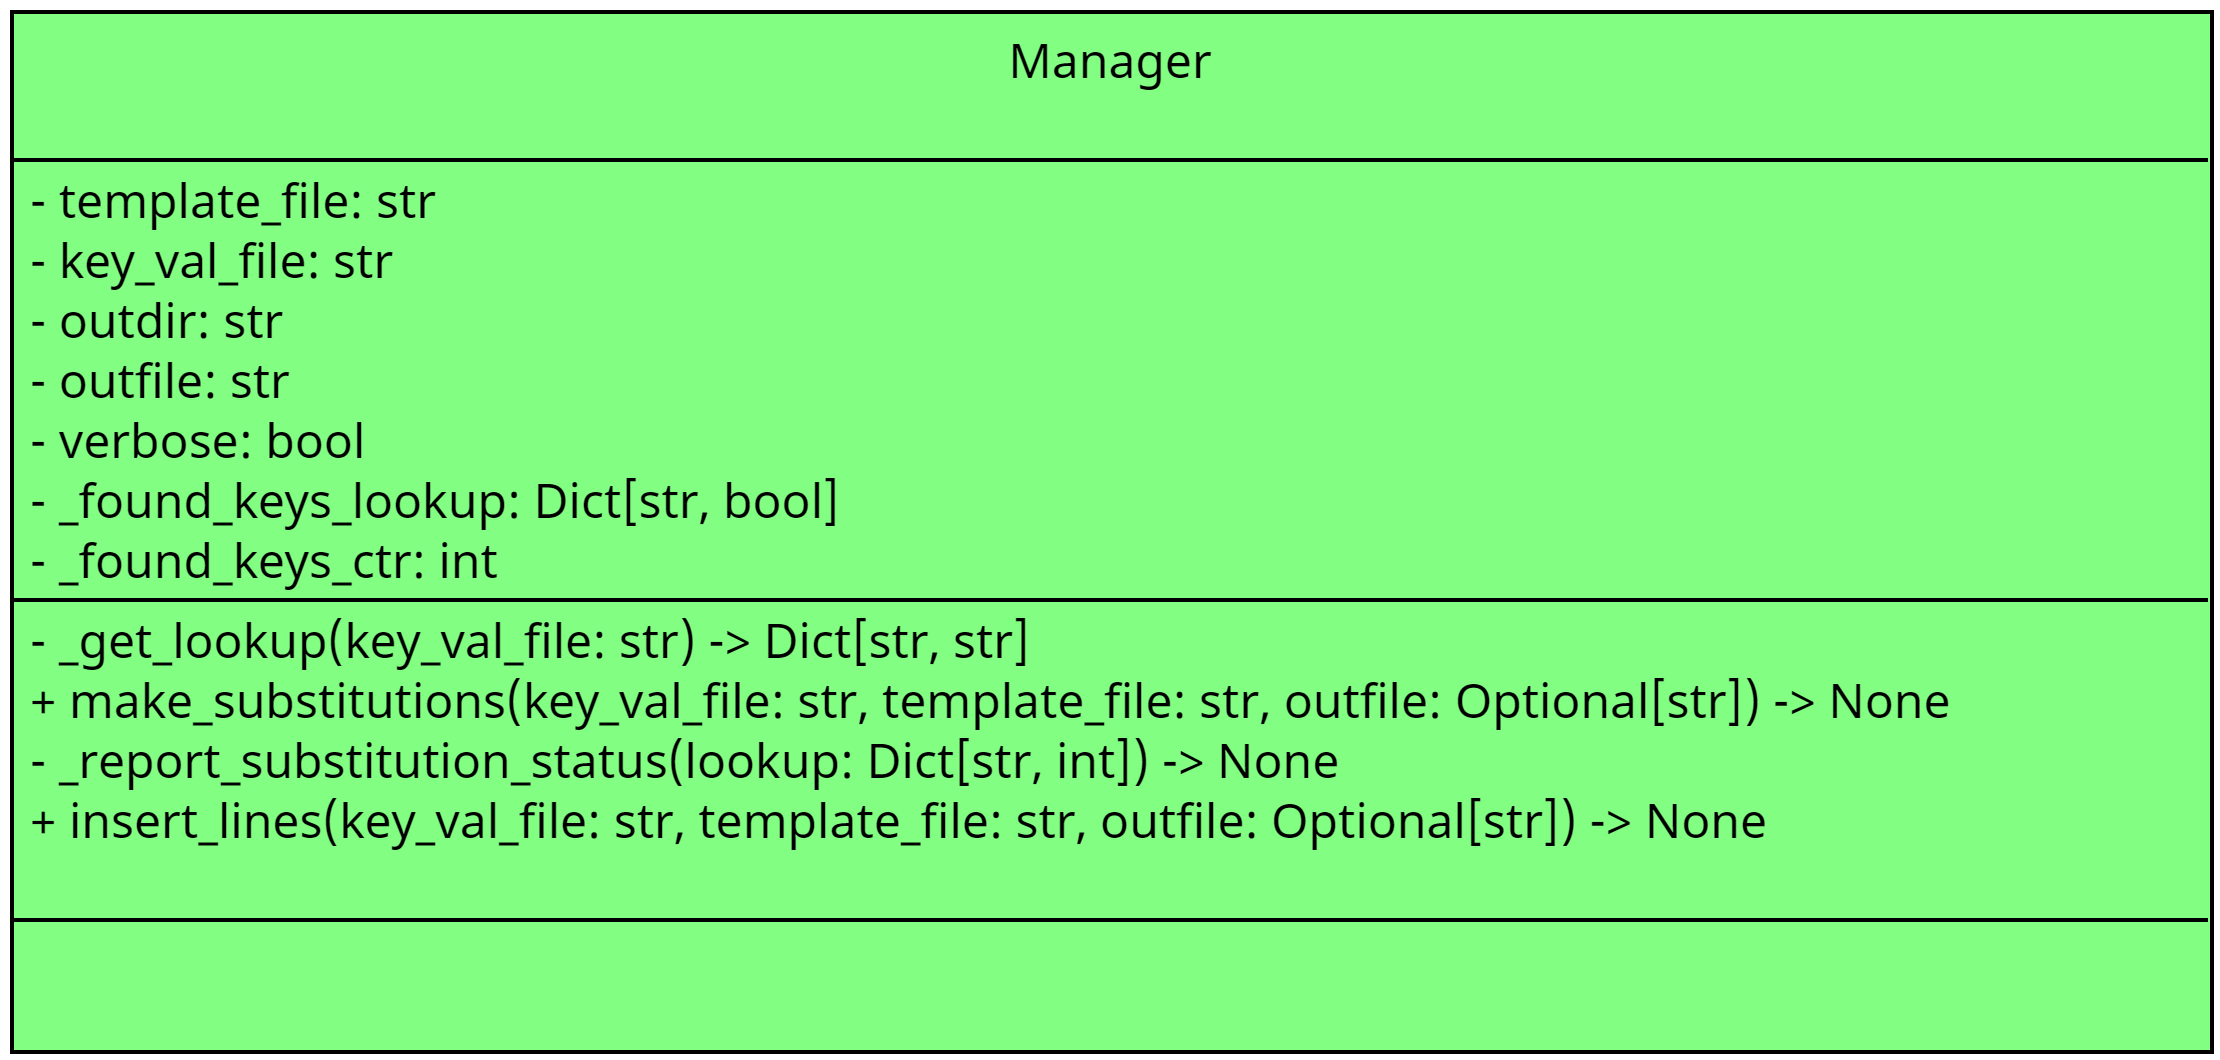 Manager
- template_file: str
- key_val_file: str
- outdir: str
- outfile: str
- verbose: bool
- _found_keys_lookup: Dict[str, bool]
- _found_keys_ctr: int
- _get_lookup(key_val_file: str) -> Dict[str, str]
+ make_substitutions(key_val_file: str, template_file: str, outfile: Optional[str]) -> None
- _report_substitution_status(lookup: Dict[str, int]) -> None
+ insert_lines(key_val_file: str, template_file: str, outfile: Optional[str]) -> None